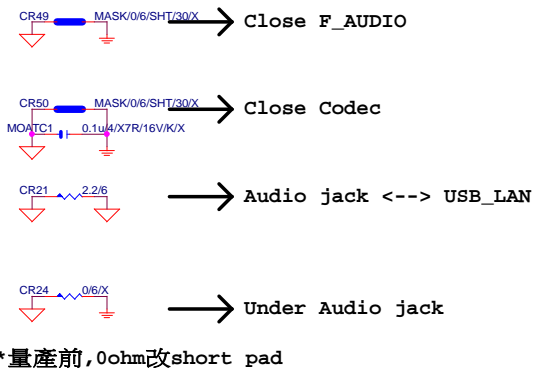 CR49 MASK/0/6/SHT/30/X Close F_AUDIO
CR50 MASK/0/6/SHT/30/X Close Codec
MOATC1 0.1u/4/X7R/16V/K/X
CR21 2.2/6 Audio jack <--> USB_LAN
CR24 0/6/X Under Audio jack
*量產前,0ohm改short pad